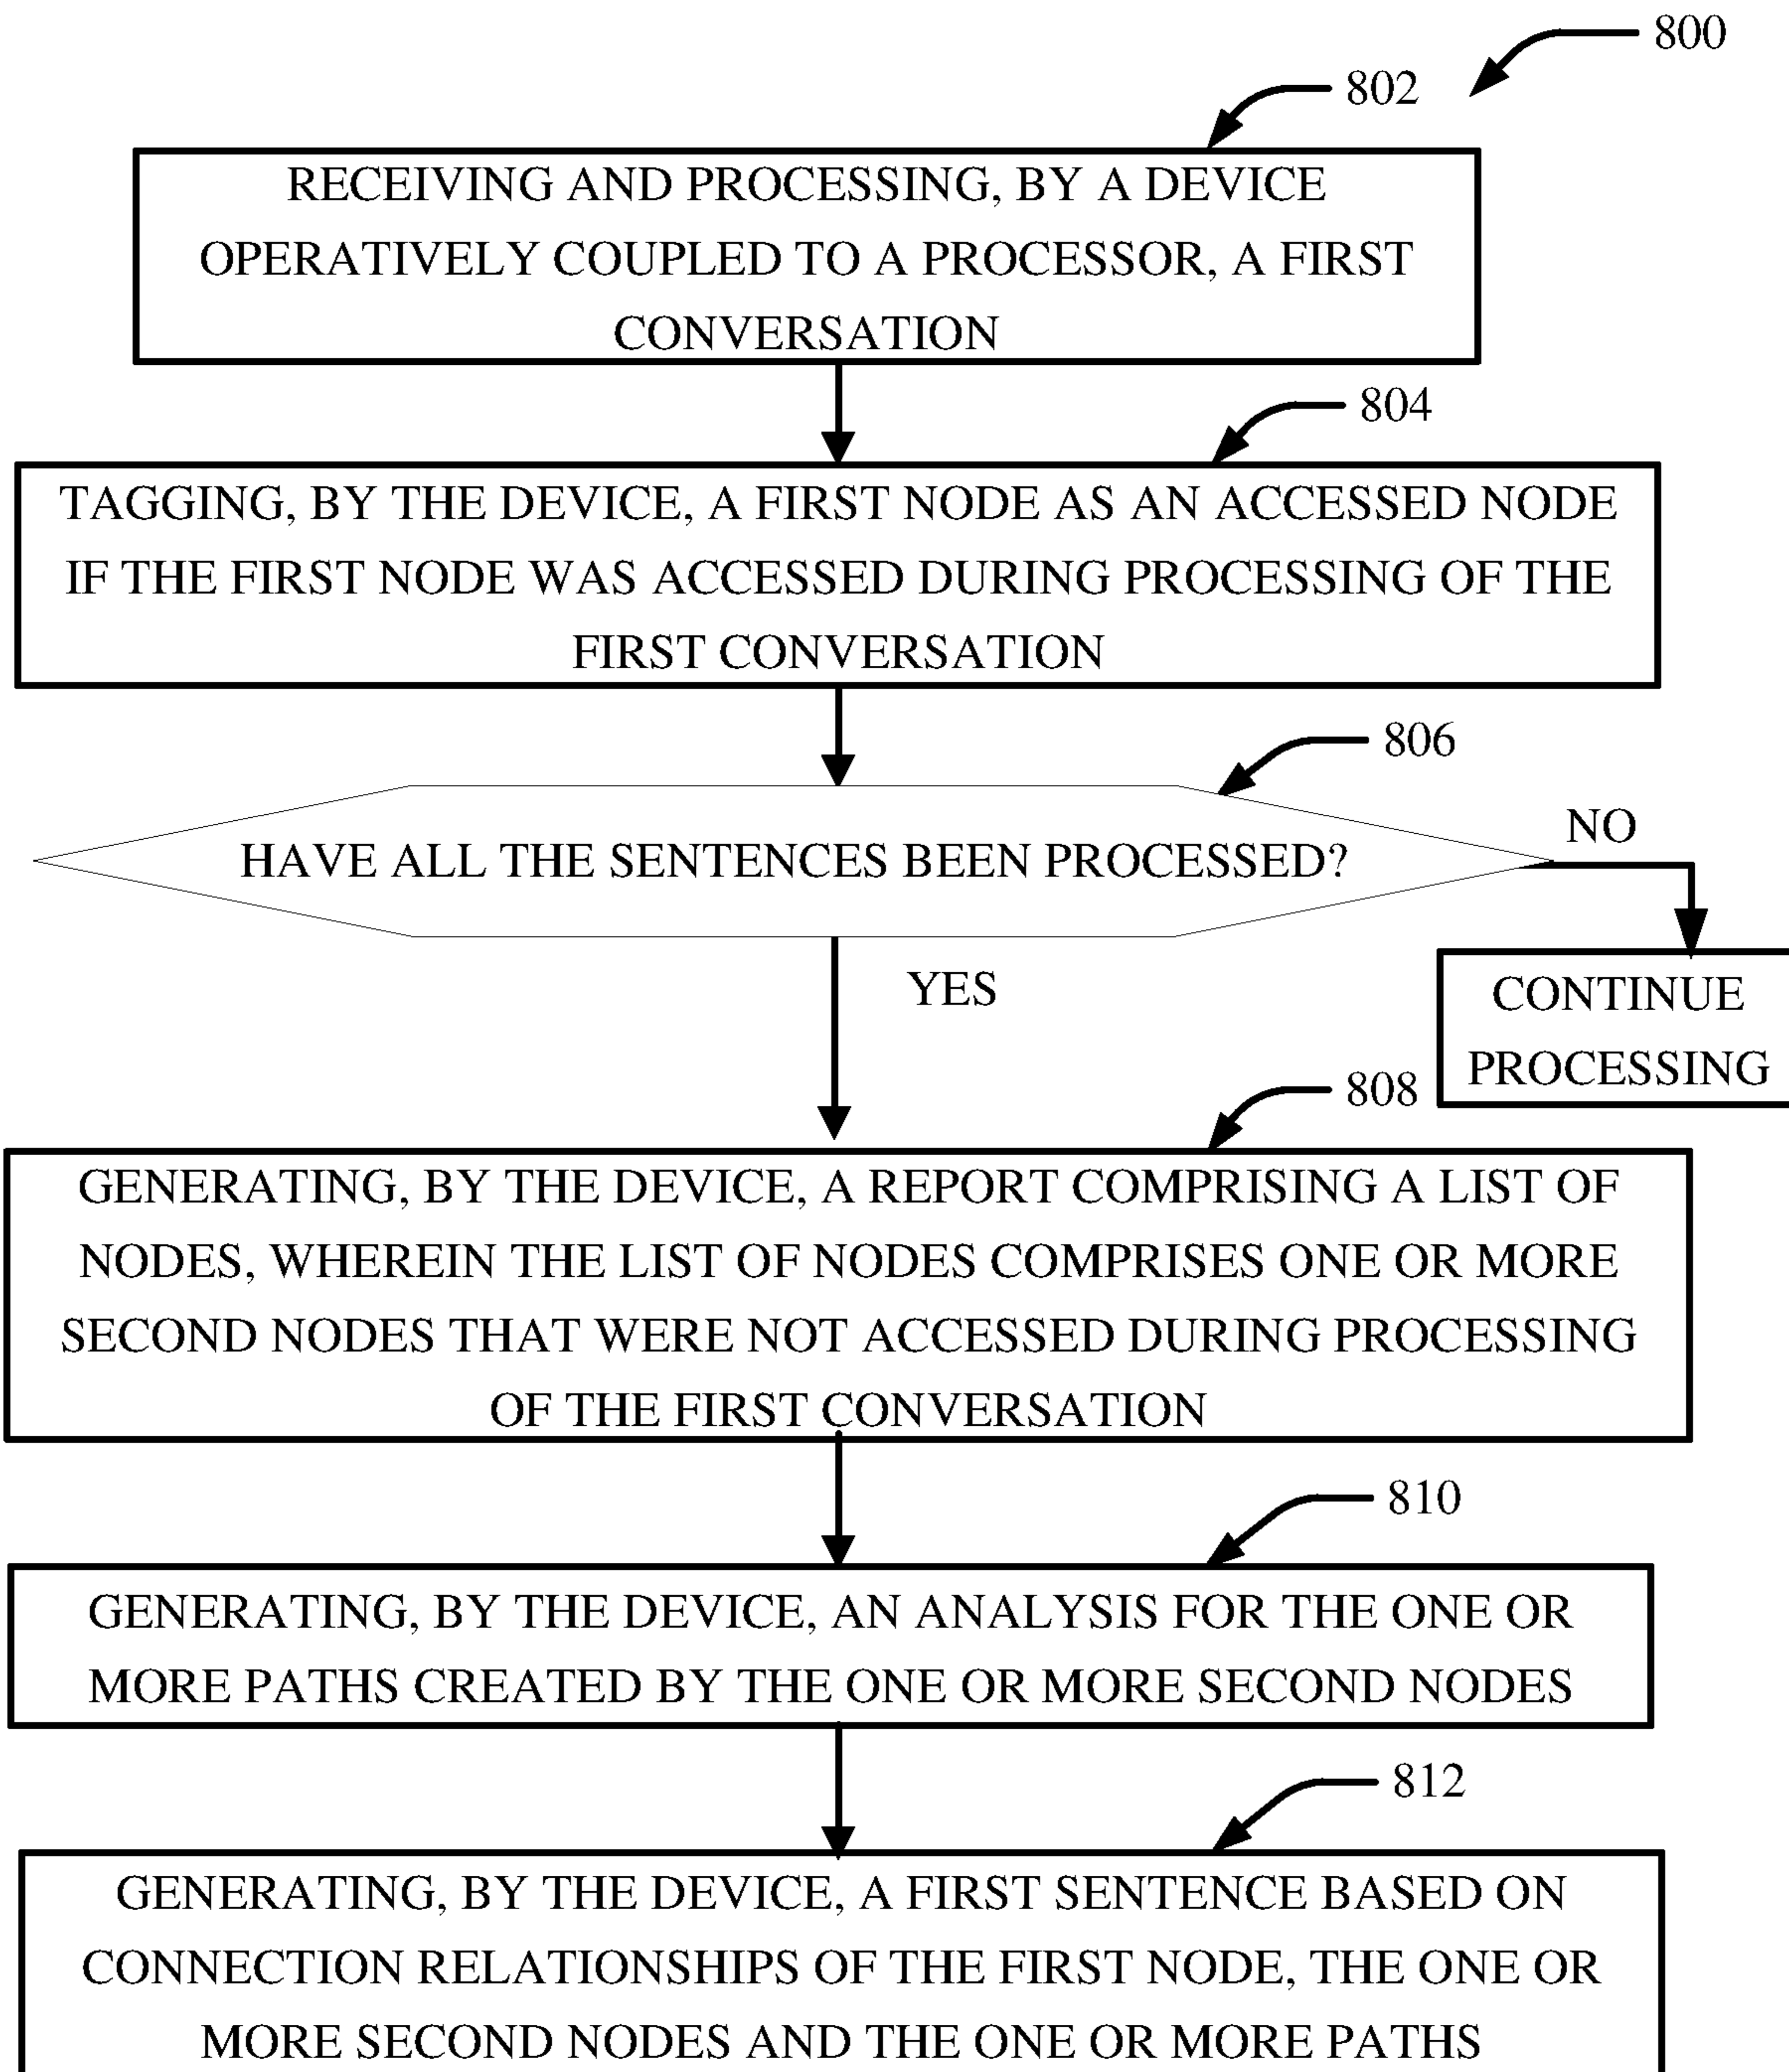 800
802
RECEIVING AND PROCESSING, BY A DEVICE
OPERATIVELY COUPLED TO A PROCESSOR, A FIRST
CONVERSATION
804
TAGGING, BY THE DEVICE, A FIRST NODE AS AN ACCESSED NODE
IF THE FIRST NODE WAS ACCESSED DURING PROCESSING OF THE
FIRST CONVERSATION
806
HAVE ALL THE SENTENCES BEEN PROCESSED?
NO
YES
CONTINUE
PROCESSING
808
GENERATING, BY THE DEVICE, A REPORT COMPRISING A LIST OF
NODES, WHEREIN THE LIST OF NODES COMPRISES ONE OR MORE
SECOND NODES THAT WERE NOT ACCESSED DURING PROCESSING
OF THE FIRST CONVERSATION
810
GENERATING, BY THE DEVICE, AN ANALYSIS FOR THE ONE OR
MORE PATHS CREATED BY THE ONE OR MORE SECOND NODES
812
GENERATING, BY THE DEVICE, A FIRST SENTENCE BASED ON
CONNECTION RELATIONSHIPS OF THE FIRST NODE, THE ONE OR
MORE SECOND NODES AND THE ONE OR MORE PATHS